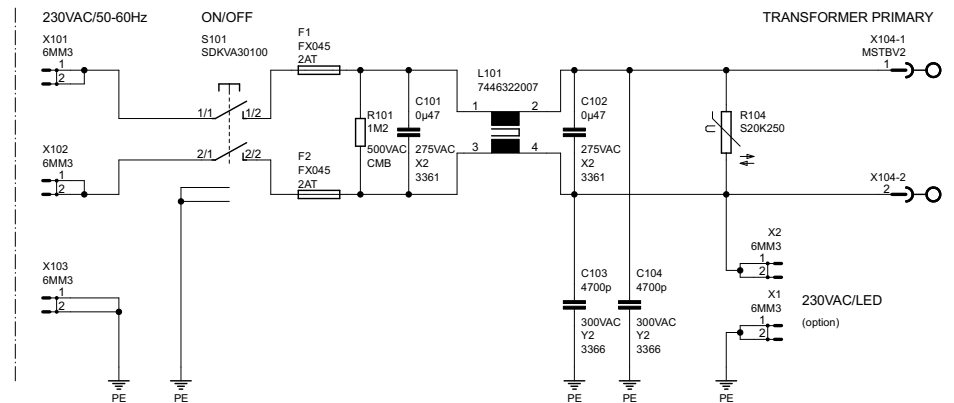 230VAC/50-60Hz
ON/OFF
TRANSFORMER PRIMARY
X101
6MM3
1
2
S101
SDKVA30100
1/1
1/2
2/1
2/2
F1
FX045
2AT
F2
FX045
2AT
R101
1M2
500VAC
CMB
C101
0µ47
275VAC
X2
3361
L101
7446322007
1
2
3
4
C102
0µ47
275VAC
X2
3361
R104
S20K250
U
X104-1
MSTBV2
1
X104-2
2
X102
6MM3
1
2
X103
6MM3
1
2
C103
4700p
300VAC
Y2
3366
C104
4700p
300VAC
Y2
3366
X2
6MM3
1
2
X1
6MM3
1
2
230VAC/LED
(option)
PE
PE
PE
PE
PE